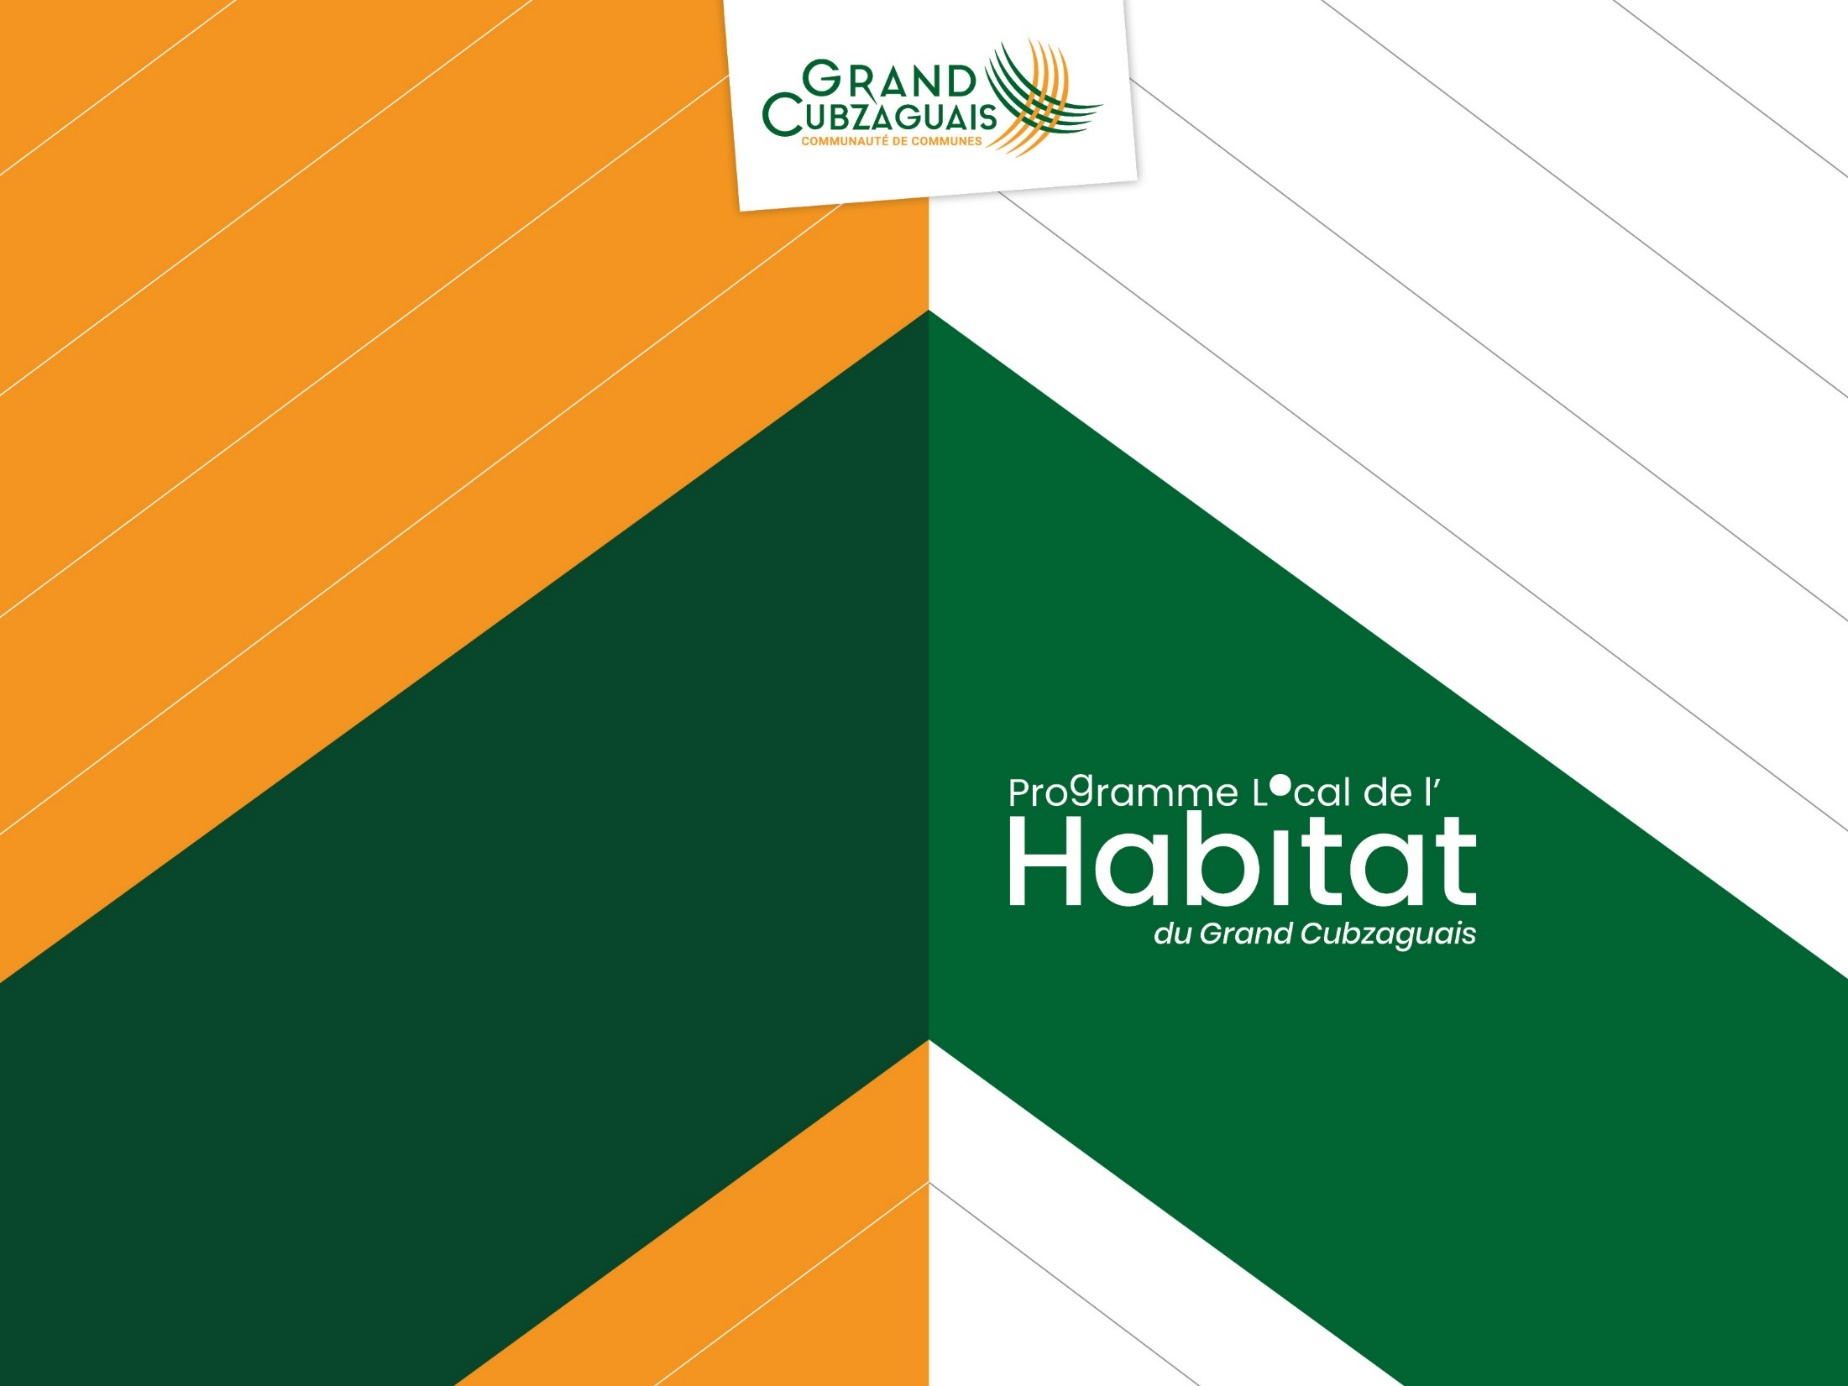 GRAND
CUBZAGUAIS
COMMUNAUTÉ DE COMMUNES
Programme Local de l’
Habitat
du Grand Cubzaguais